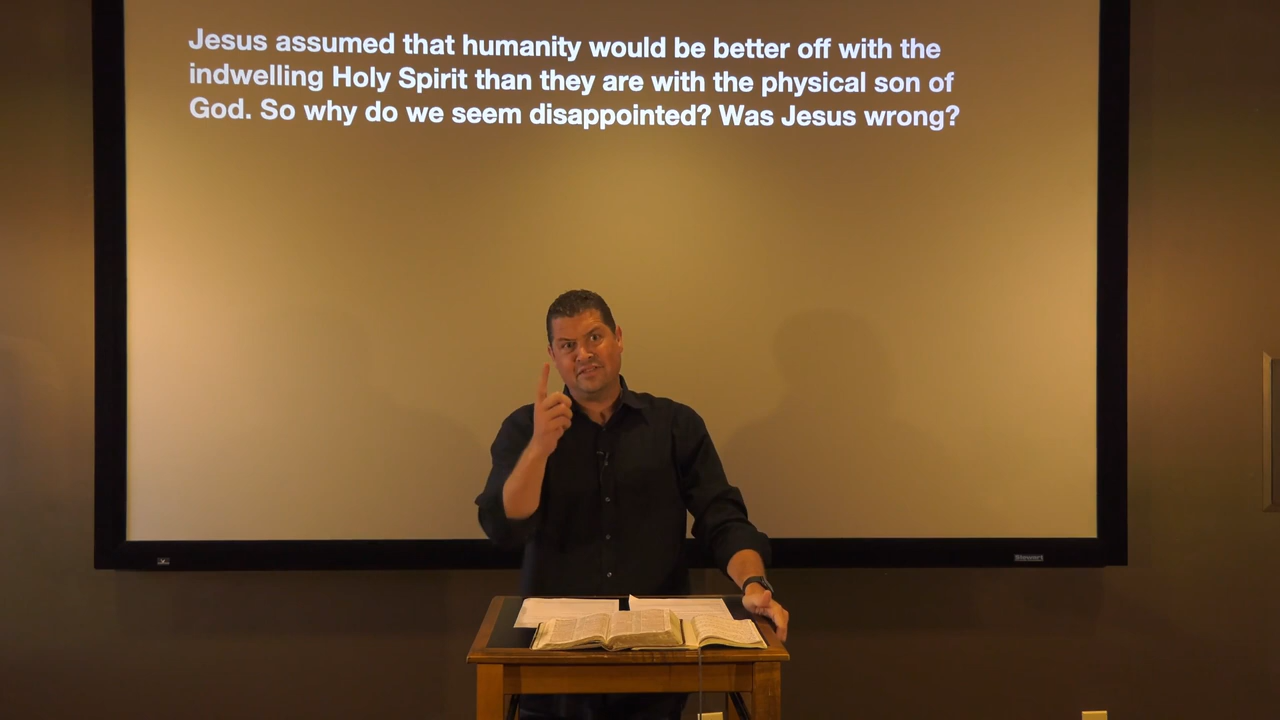 Jesus assumed that humanity would be better off with the
indwelling Holy Spirit than they are with the physical son of
God. So why do we seem disappointed? Was Jesus wrong?
Stewart